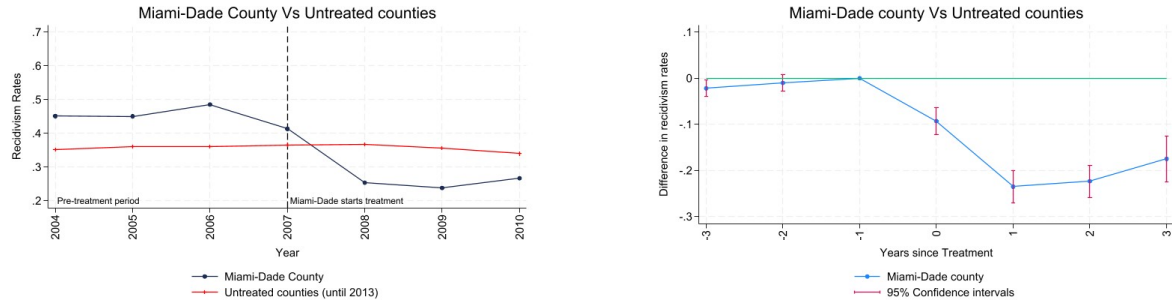 Miami-Dade County Vs Untreated counties
.7
.6
.5
.4
.3
.2
Recidivism Rates
Pre-treatment period
Miami-Dade starts treatment
2004
2005
2006
2007
2008
2009
2010
Year
Miami-Dade County
Untreated counties (until 2013)
Miami-Dade county Vs Untreated counties
.1
0
-.1
-.2
-.3
Difference in recidivism rates
-3
-2
-1
0
1
2
3
Years since Treatment
Miami-Dade county
95% Confidence intervals